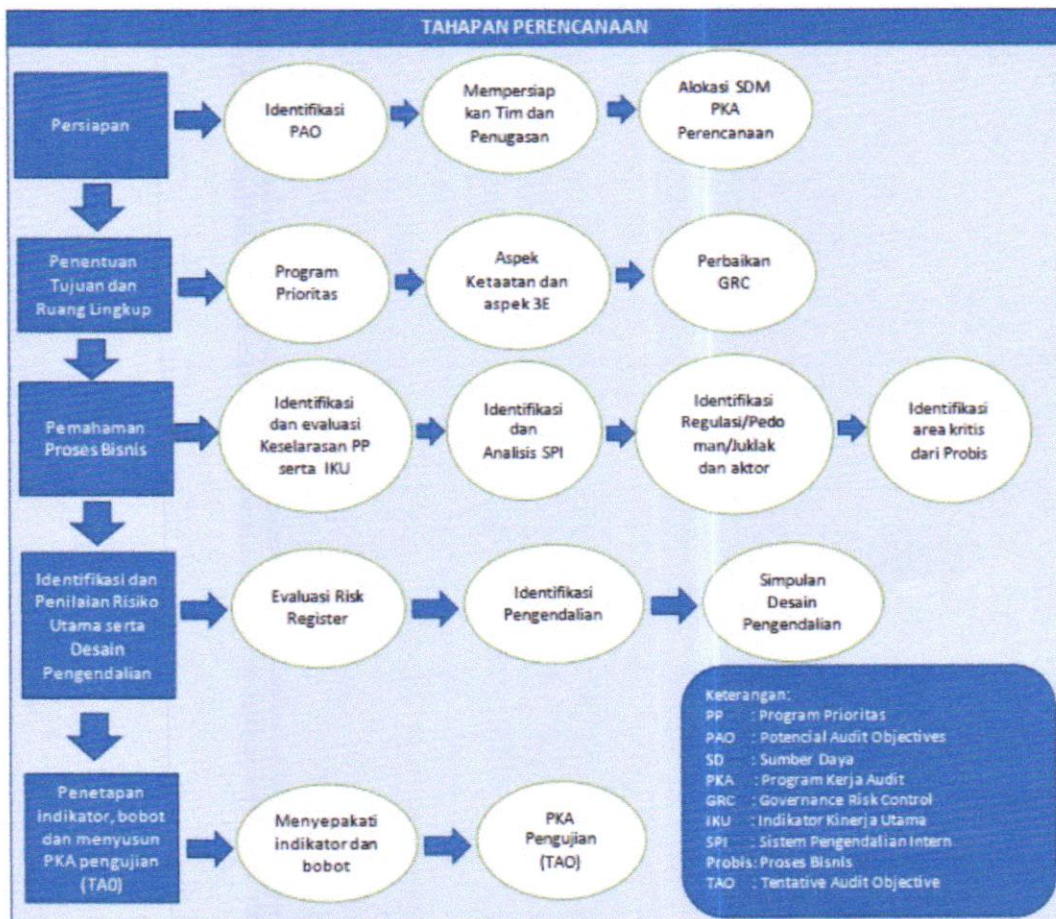 TAHAPAN PERENCANAAN
Persiapan
Identifikasi
PAO
Mempersiap
kan Tim dan
Penugasan
Alokasi SDM
PKA
Perencanaan
Penentuan
Tujuan dan
Ruang Lingkup
Program
Prioritas
Aspek
Ketaatan dan
aspek 3E
Perbaikan
GRC
Pemahaman
Proses Bisnis
Identifikasi
dan evaluasi
Keselarasan PP
serta IKU
Identifikasi
dan
Analisis SPI
Identifikasi
Regulasi/Pedo
man/Juklak
dan aktor
Identifikasi
area kritis
dari Probis
Identifikasi dan
Penilaian Risiko
Utama serta
Desain
Pengendalian
Evaluasi Risk
Register
Identifikasi
Pengendalian
Simpulan
Desain
Pengendalian
Penetapan
indikator, bobot
dan menyusun
PKA pengujian
(TAO)
Menyepakati
indikator dan
bobot
PKA
Pengujian
(TAO)
Keterangan:
PP : Program Prioritas
PAO : Potencial Audit Objectives
SD : Sumber Daya
PKA : Program Kerja Audit
GRC : Governance Risk Control
IKU : Indikator Kinerja Utama
SPI : Sistem Pengendalian Intern
Probis: Proses Bisnis
TAO : Tentative Audit Objective